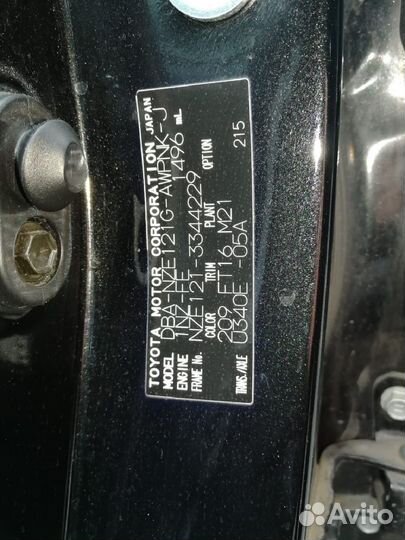 TOYOTA MOTOR CORPORATION JAPAN
MODEL DBA-NZE121G-AWPNK-J
ENGINE 1NZ-FE 1496 mL
FRAME No. NZE121-3344229
COLOR TRIM PLANT OPTION
209 FT16 M21 215
TRANS./AXLE U340E -05A
Avito